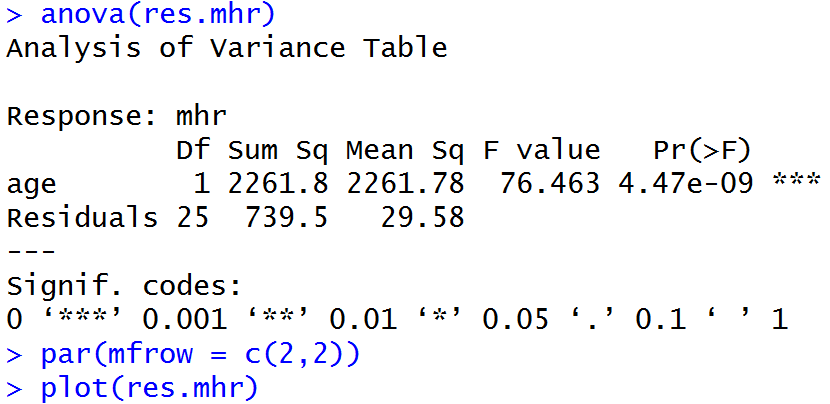 > anova(res.mhr)
Analysis of Variance Table

Response: mhr
          Df Sum Sq Mean Sq F value   Pr(>F)
age        1 2261.8 2261.78  76.463 4.47e-09 ***
Residuals 25  739.5   29.58
---
Signif. codes:
0 ‘***’ 0.001 ‘**’ 0.01 ‘*’ 0.05 ‘.’ 0.1 ‘ ’ 1
> par(mfrow = c(2,2))
> plot(res.mhr)